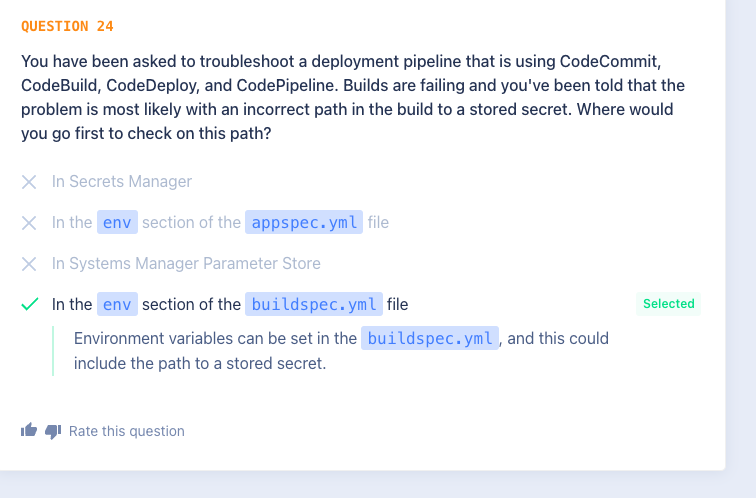 QUESTION 24
You have been asked to troubleshoot a deployment pipeline that is using CodeCommit,
CodeBuild, CodeDeploy, and CodePipeline. Builds are failing and you've been told that the
problem is most likely with an incorrect path in the build to a stored secret. Where would
you go first to check on this path?
In Secrets Manager
In the env section of the appspec.yml file
In Systems Manager Parameter Store
In the env section of the buildspec.yml file Selected
Environment variables can be set in the buildspec.yml, and this could
include the path to a stored secret.
Rate this question